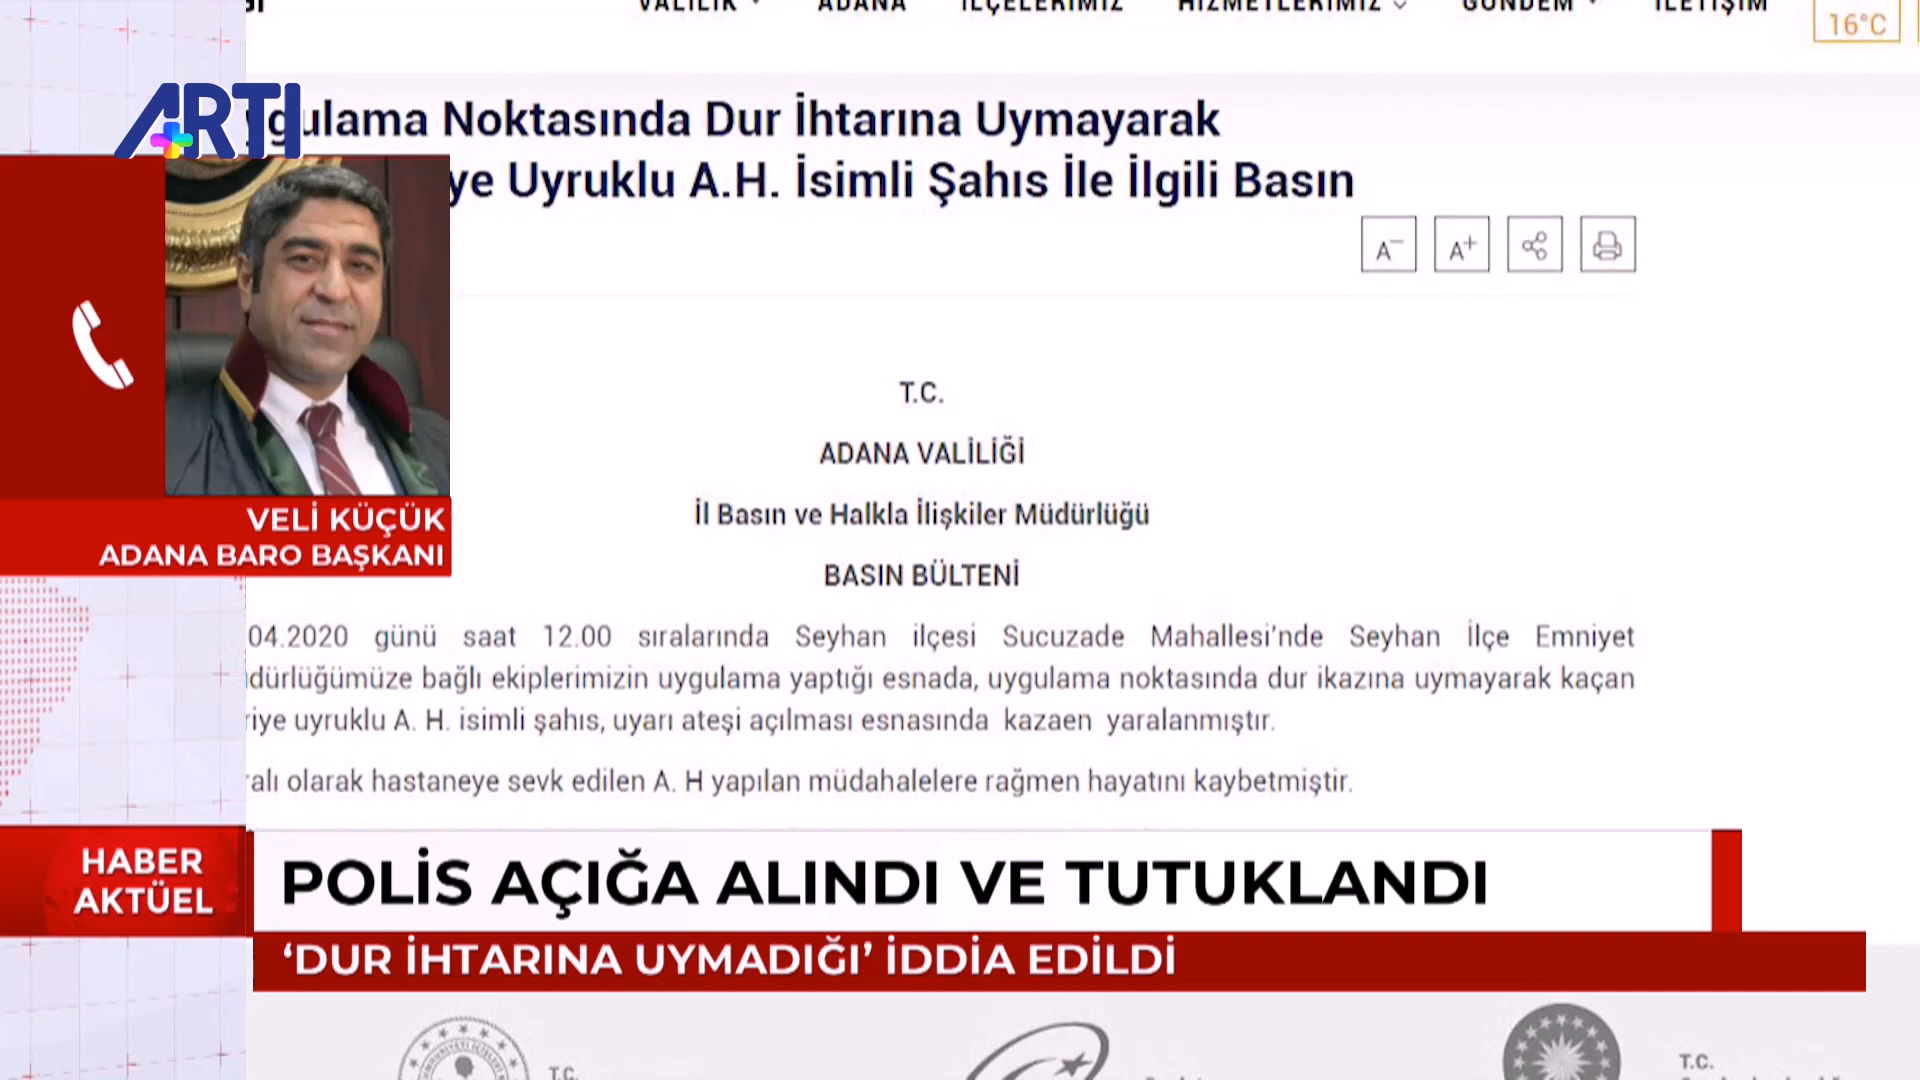 VALİLİK
ADANA
İLÇELERİMİZ
HİZMETLERİMİZ
GÜNDEM
İLETİŞİM
16°C
ARTI
ygulama Noktasında Dur İhtarına Uymayarak
ye Uyruklu A.H. İsimli Şahıs İle İlgili Basın
A−
A+
T.C.
ADANA VALİLİĞİ
İl Basın ve Halkla İlişkiler Müdürlüğü
BASIN BÜLTENİ
VELİ KÜÇÜK
ADANA BARO BAŞKANI
04.2020 günü saat 12.00 sıralarında Seyhan ilçesi Sucuzade Mahallesi’nde Seyhan İlçe Emniyet
dürlüğümüze bağlı ekiplerimizin uygulama yaptığı esnada, uygulama noktasında dur ikazına uymayarak kaçan
riye uyruklu A. H. isimli şahıs, uyarı ateşi açılması esnasında kazaen yaralanmıştır.
ralı olarak hastaneye sevk edilen A. H yapılan müdahalelere rağmen hayatını kaybetmiştir.
HABER
AKTÜEL
POLİS AÇIĞA ALINDI VE TUTUKLANDI
‘DUR İHTARINA UYMADIĞI’ İDDİA EDİLDİ
T.C.
T.C.